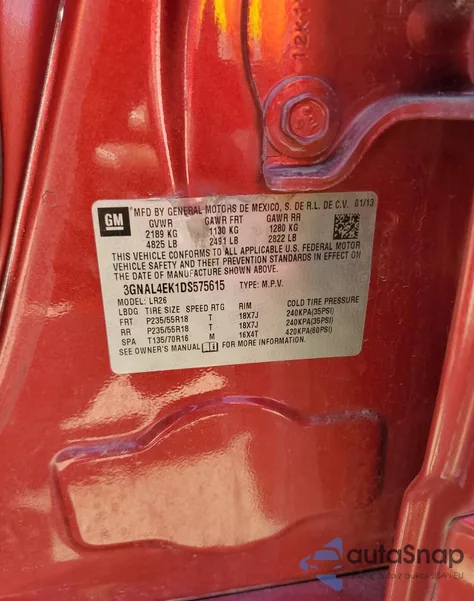 12K1
GM
MFD BY GENERAL MOTORS DE MEXICO, S. DE R.L. DE C.V. 01/13
GVWR GAWR FRT GAWR RR
2189 KG 1130 KG 1280 KG
4825 LB 2491 LB 2822 LB
THIS VEHICLE CONFORMS TO ALL APPLICABLE U.S. FEDERAL MOTOR
VEHICLE SAFETY AND THEFT PREVENTION STANDARDS IN EFFECT ON
THE DATE OF MANUFACTURE SHOWN ABOVE.
3GNAL4EK1DS575615 TYPE: M.P.V.
MODEL: LR26
LBDG TIRE SIZE SPEED RTG RIM COLD TIRE PRESSURE
FRT P235/55R18 T 18X7J 240KPA(35PSI)
RR P235/55R18 T 18X7J 240KPA(35PSI)
SPA T135/70R16 M 16X4T 420KPA(60PSI)
SEE OWNER'S MANUAL FOR MORE INFORMATION.
autoSnap